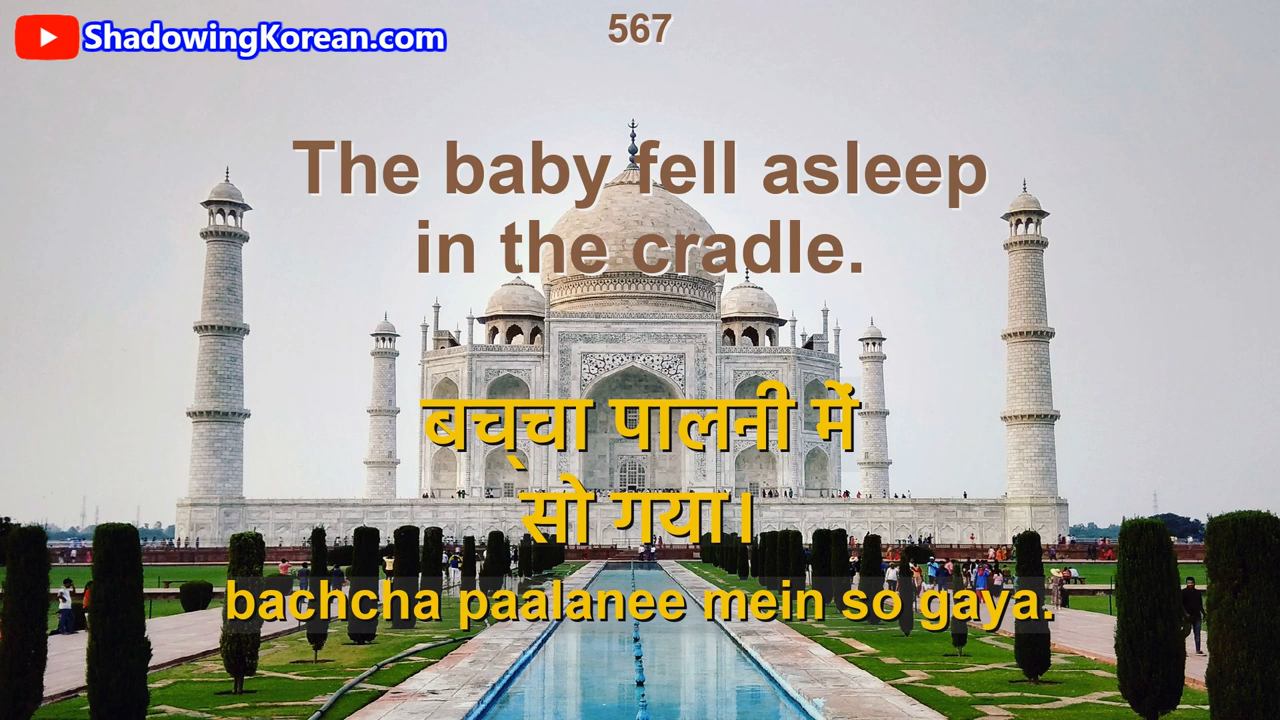 ShadowingKorean.com
567
The baby fell asleep
in the cradle.
बच्‌चा पालनी में
सो गया।
bachcha paalanee mein so gaya.